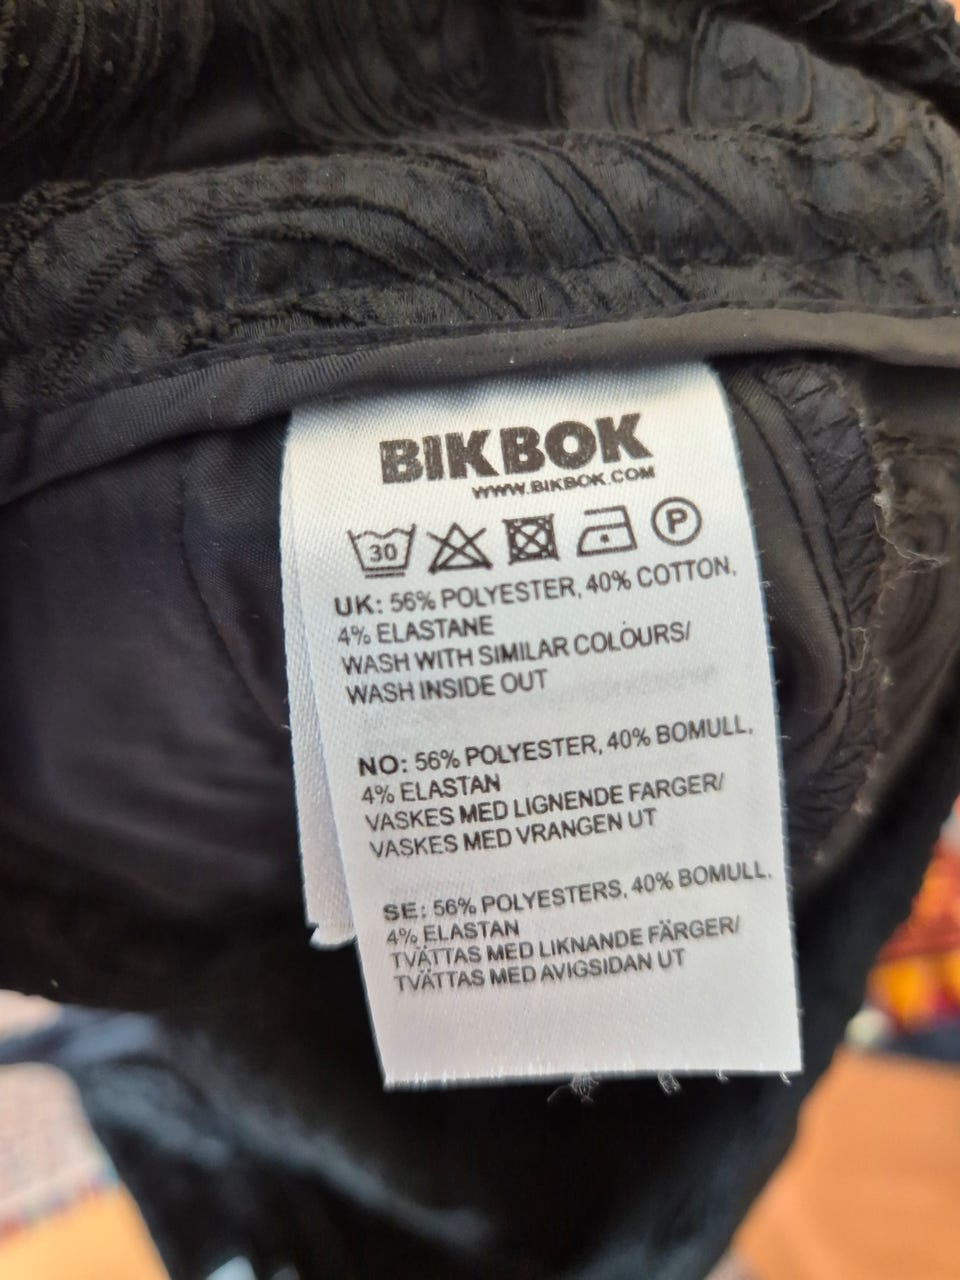 BIKBOK
WWW.BIKBOK.COM
30 P
UK: 56% POLYESTER, 40% COTTON,
4% ELASTANE
WASH WITH SIMILAR COLOURS/
WASH INSIDE OUT
NO: 56% POLYESTER, 40% BOMULL,
4% ELASTAN
VASKES MED LIGNENDE FARGER/
VASKES MED VRANGEN UT
SE: 56% POLYESTERS, 40% BOMULL,
4% ELASTAN
TVÄTTAS MED LIKNANDE FÄRGER/
TVÄTTAS MED AVIGSIDAN UT